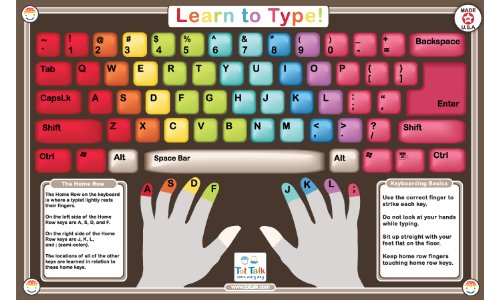 Learn to Type!
MADE
U.S.A
~ ! @ # $ % ^ & * ( ) _ + Backspace
` 1 2 3 4 5 6 7 8 9 0 - =
Tab Q W E R T Y U I O P { }
[ ]
CapsLk A S D F G H J K L : “ Enter
; ‘
Shift Z X C V B N M < > ? Shift
, . /
Ctrl Alt Space Bar Alt Ctrl
The Home Row
The Home Row on the keyboard
is where a typist lightly rests
their fingers.
On the left side of the Home
Row keys are A, S, D, and F.
On the right side of the Home
Row keys are J, K, L,
and ; (semi-colon).
The locations of all of the other
keys are learned in relation to
these home keys.
A S D F
J K L ;
Tot Talk
Keyboarding Basics
Use the correct finger to
strike each key.
Do not look at your hands
while typing.
Sit up straight with your
feet flat on the floor.
Keep home row fingers
touching home row keys.